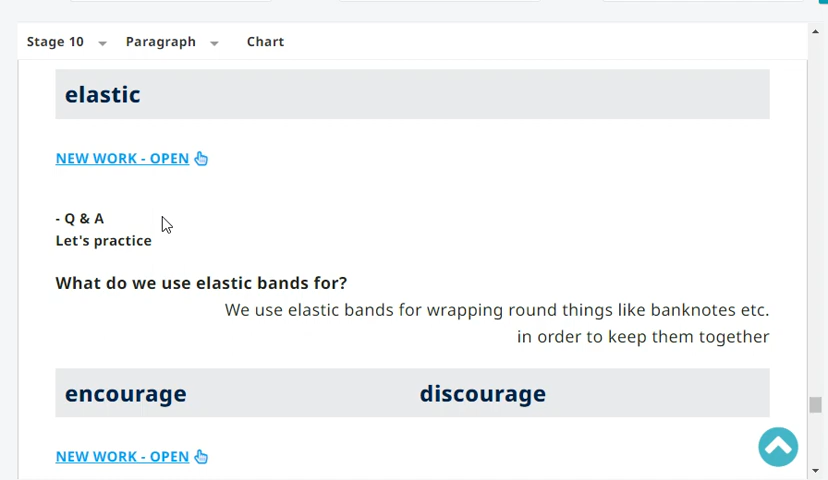 Stage 10 Paragraph Chart
elastic
NEW WORK - OPEN
- Q & A
Let's practice
What do we use elastic bands for?
We use elastic bands for wrapping round things like banknotes etc.
in order to keep them together
encourage discourage
NEW WORK - OPEN